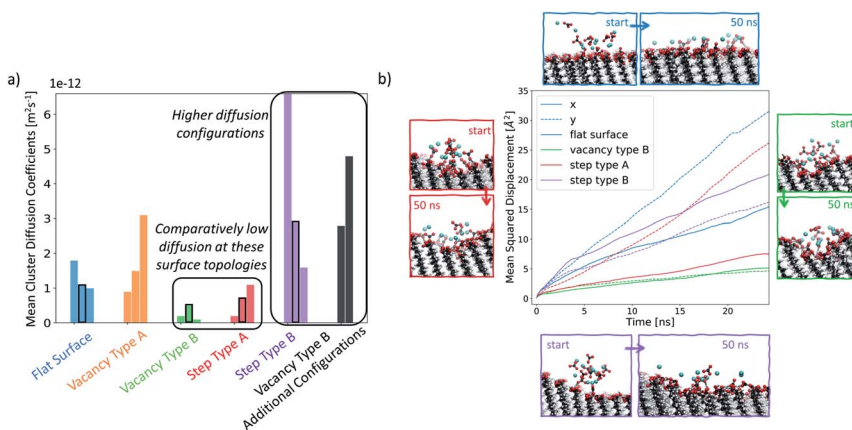 a)
1e-12
Mean Cluster Diffusion Coefficients [m²s⁻¹]
6
5
4
3
2
1
0
Higher diffusion
configurations
Comparatively low
diffusion at these
surface topologies
Flat Surface
Vacancy Type A
Vacancy Type B
Step Type A
Step Type B
Vacancy Type B
Additional Configurations
b)
start
50 ns
start
50 ns
Mean Squared Displacement [Å²]
35
30
25
20
15
10
5
0
x
y
flat surface
vacancy type B
step type A
step type B
0
5
10
15
20
Time [ns]
start
50 ns
start
50 ns